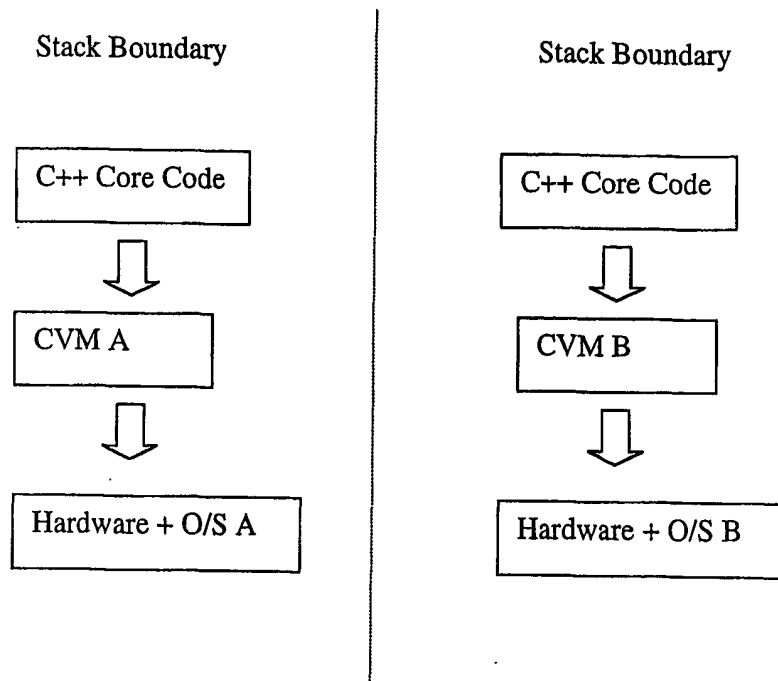 Stack Boundary
C++ Core Code
CVM A
Hardware + O/S A
Stack Boundary
C++ Core Code
CVM B
Hardware + O/S B